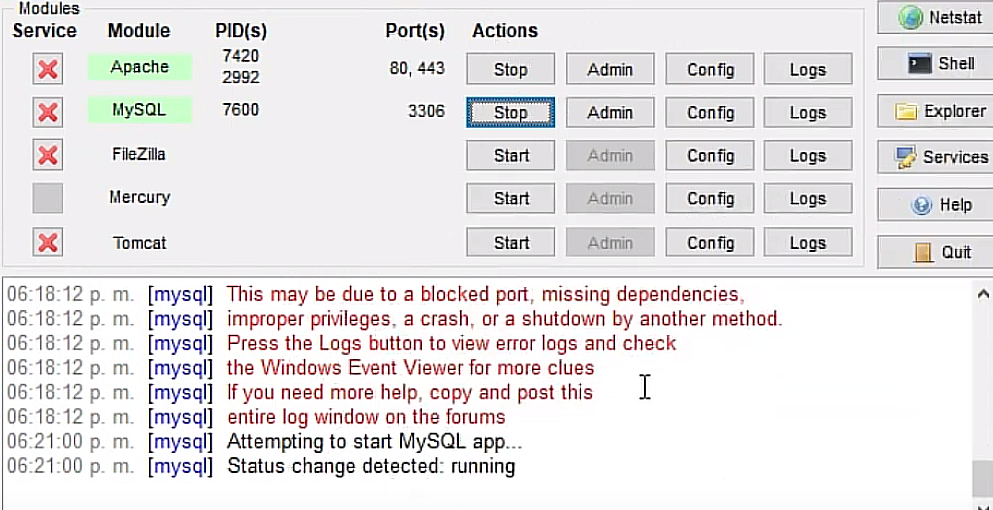 Modules
Service Module PID(s) Port(s) Actions
Apache 7420 2992 80, 443 Stop Admin Config Logs
MySQL 7600 3306 Stop Admin Config Logs
FileZilla Start Admin Config Logs
Mercury Start Admin Config Logs
Tomcat Start Admin Config Logs
Netstat
Shell
Explorer
Services
Help
Quit
06:18:12 p. m. [mysql] This may be due to a blocked port, missing dependencies,
06:18:12 p. m. [mysql] improper privileges, a crash, or a shutdown by another method.
06:18:12 p. m. [mysql] Press the Logs button to view error logs and check
06:18:12 p. m. [mysql] the Windows Event Viewer for more clues
06:18:12 p. m. [mysql] If you need more help, copy and post this
06:18:12 p. m. [mysql] entire log window on the forums
06:21:00 p. m. [mysql] Attempting to start MySQL app...
06:21:00 p. m. [mysql] Status change detected: running